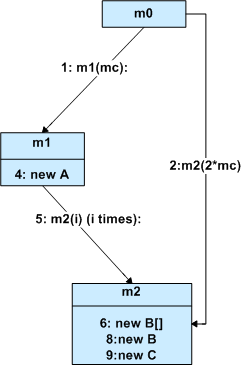 m0
1: m1(mc):
m1
2:m2(2*mc)
4: new A
5: m2(i) (i times):
m2
6: new B[]
8:new B
9:new C